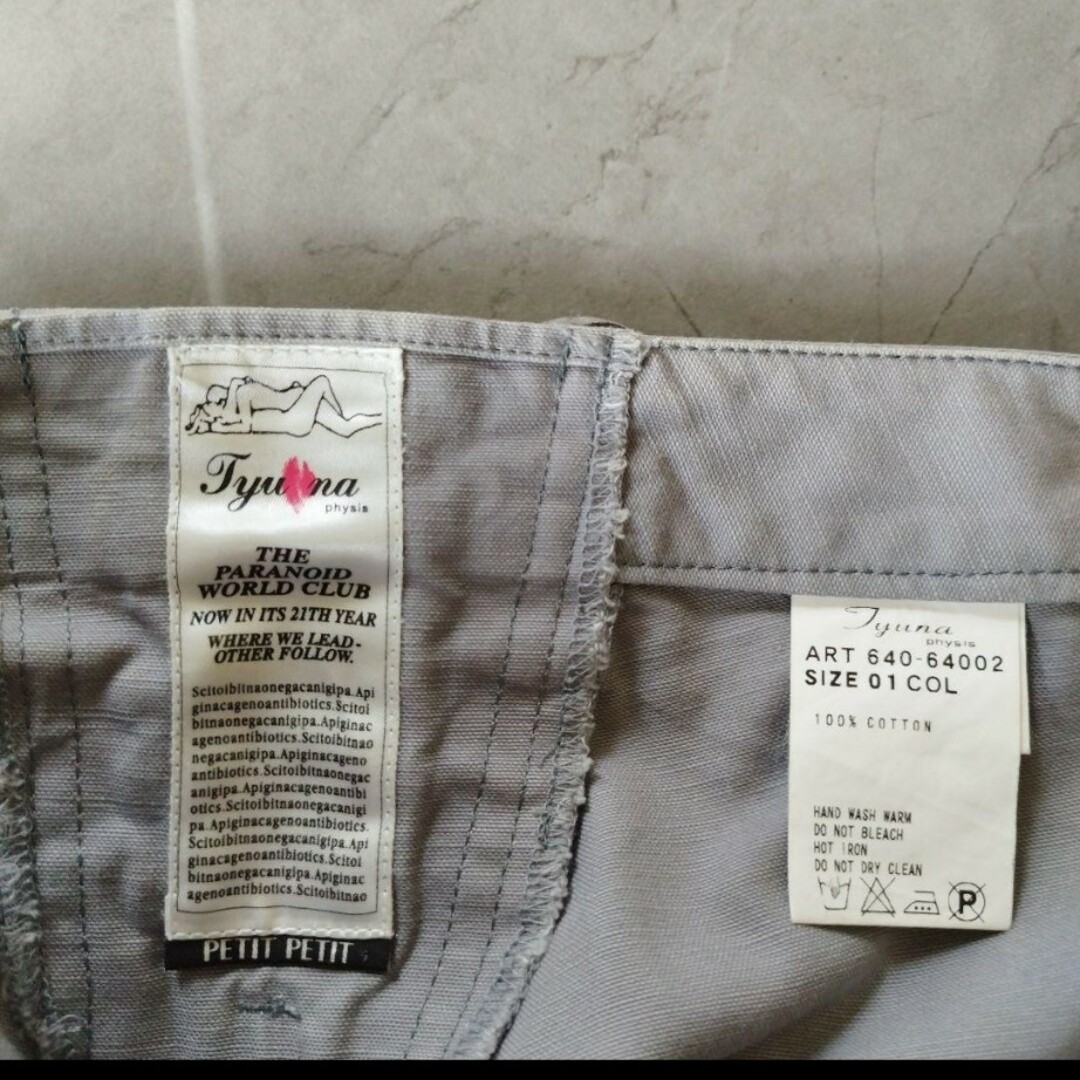 Tyuna
physis
THE
PARANOID
WORLD CLUB
NOW IN ITS 21TH YEAR
WHERE WE LEAD-
OTHER FOLLOW.
Scitoibitnaonegacanigipa.Api
ginacagenoantibiotics.Scitoi
bitnaonegacanigipa.Apiginac
agenoantibiotics.Scitoibitnao
negacanigipa.Apiginacageno
antibiotics.Scitoibitnaonegac
anigipa.Apiginacagenoantibi
otics.Scitoibitnaonegacanigi
pa.Apiginacagenoantibiotics.
Scitoibitnaonegacanigipa.Api
ginacagenoantibiotics.Scitoi
bitnaonegacanigipa.Apiginac
agenoantibiotics.Scitoibitnao
PETIT PETIT
Tyuna
physis
ART 640-64002
SIZE 01 COL
100% COTTON
HAND WASH WARM
DO NOT BLEACH
HOT IRON
DO NOT DRY CLEAN
P